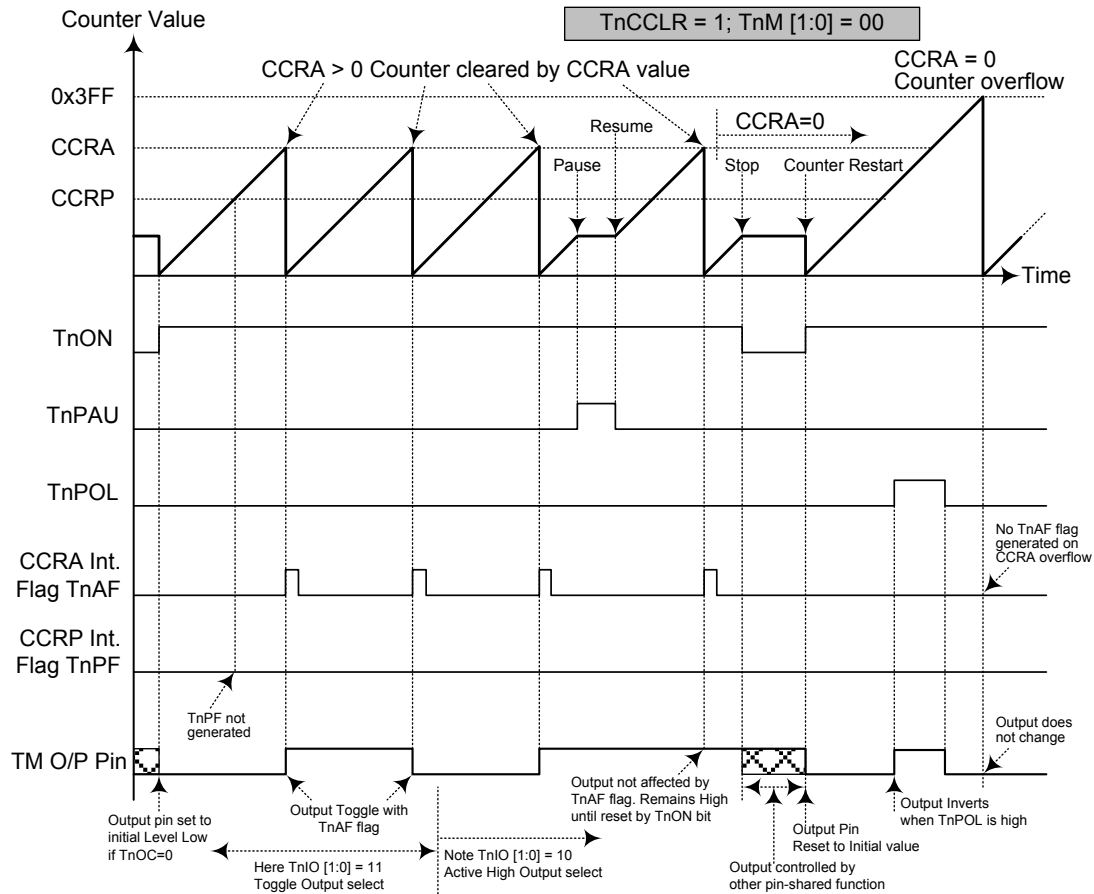 Counter Value
TnCCLR = 1; TnM [1:0] = 00
CCRA > 0 Counter cleared by CCRA value
CCRA = 0
Counter overflow
0x3FF
Resume
CCRA=0
CCRA
Pause
Stop
Counter Restart
CCRP
Time
TnON
TnPAU
TnPOL
No TnAF flag
generated on
CCRA overflow
CCRA Int.
Flag TnAF
CCRP Int.
Flag TnPF
TnPF not
generated
Output does
not change
TM O/P Pin
Output pin set to
initial Level Low
if TnOC=0
Output Toggle with
TnAF flag
Output not affected by
TnAF flag. Remains High
until reset by TnON bit
Output Inverts
when TnPOL is high
Output Pin
Reset to Initial value
Here TnIO [1:0] = 11
Toggle Output select
Note TnIO [1:0] = 10
Active High Output select
Output controlled by
other pin-shared function